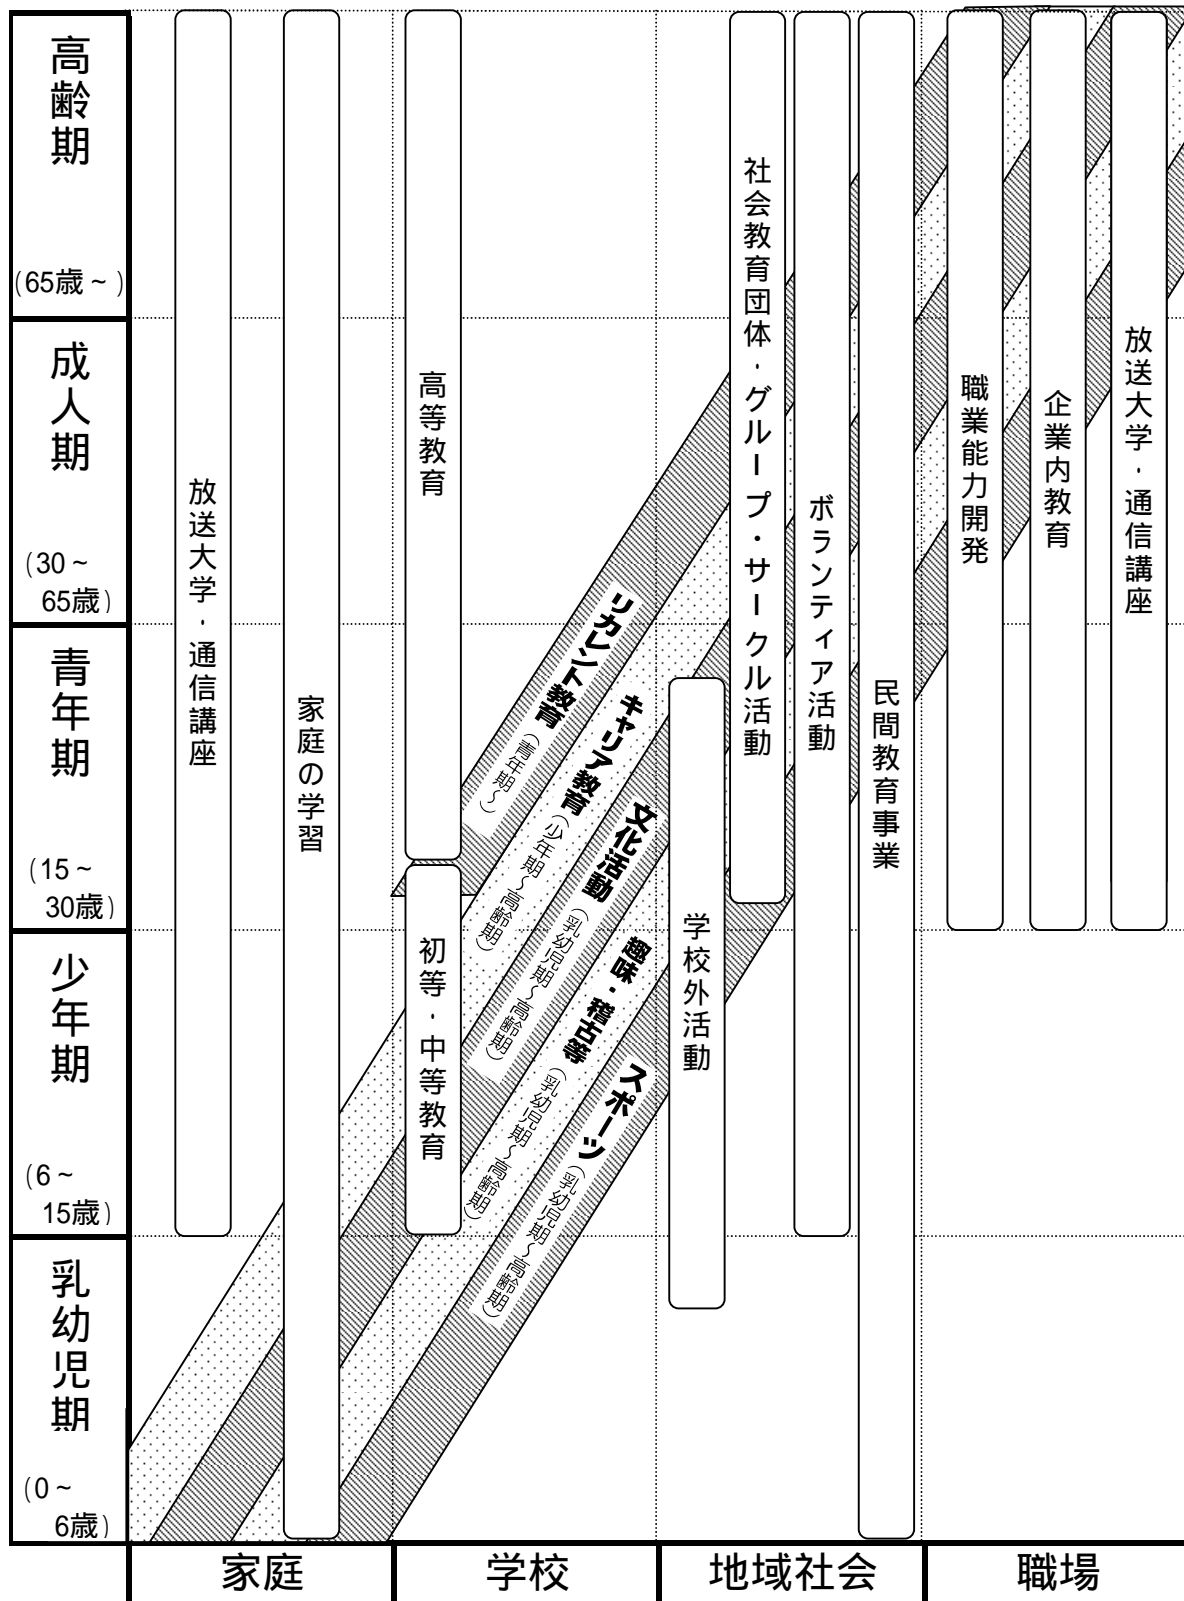 高齢期
(65歳~)
成人期
(30~
65歳)
青年期
(15~
30歳)
少年期
(6~
15歳)
乳幼児期
(0~
6歳)
放送大学・通信講座
家庭の学習
高等教育
初等・中等教育
リカレント教育(青年期~)
キャリア教育(少年期~高齢期)
文化活動(乳幼児期~高齢期)
趣味・稽古等(乳幼児期~高齢期)
スポーツ(乳幼児期~高齢期)
学校外活動
社会教育団体・グループ・サークル活動
ボランティア活動
民間教育事業
職業能力開発
企業内教育
放送大学・通信講座
家庭
学校
地域社会
職場